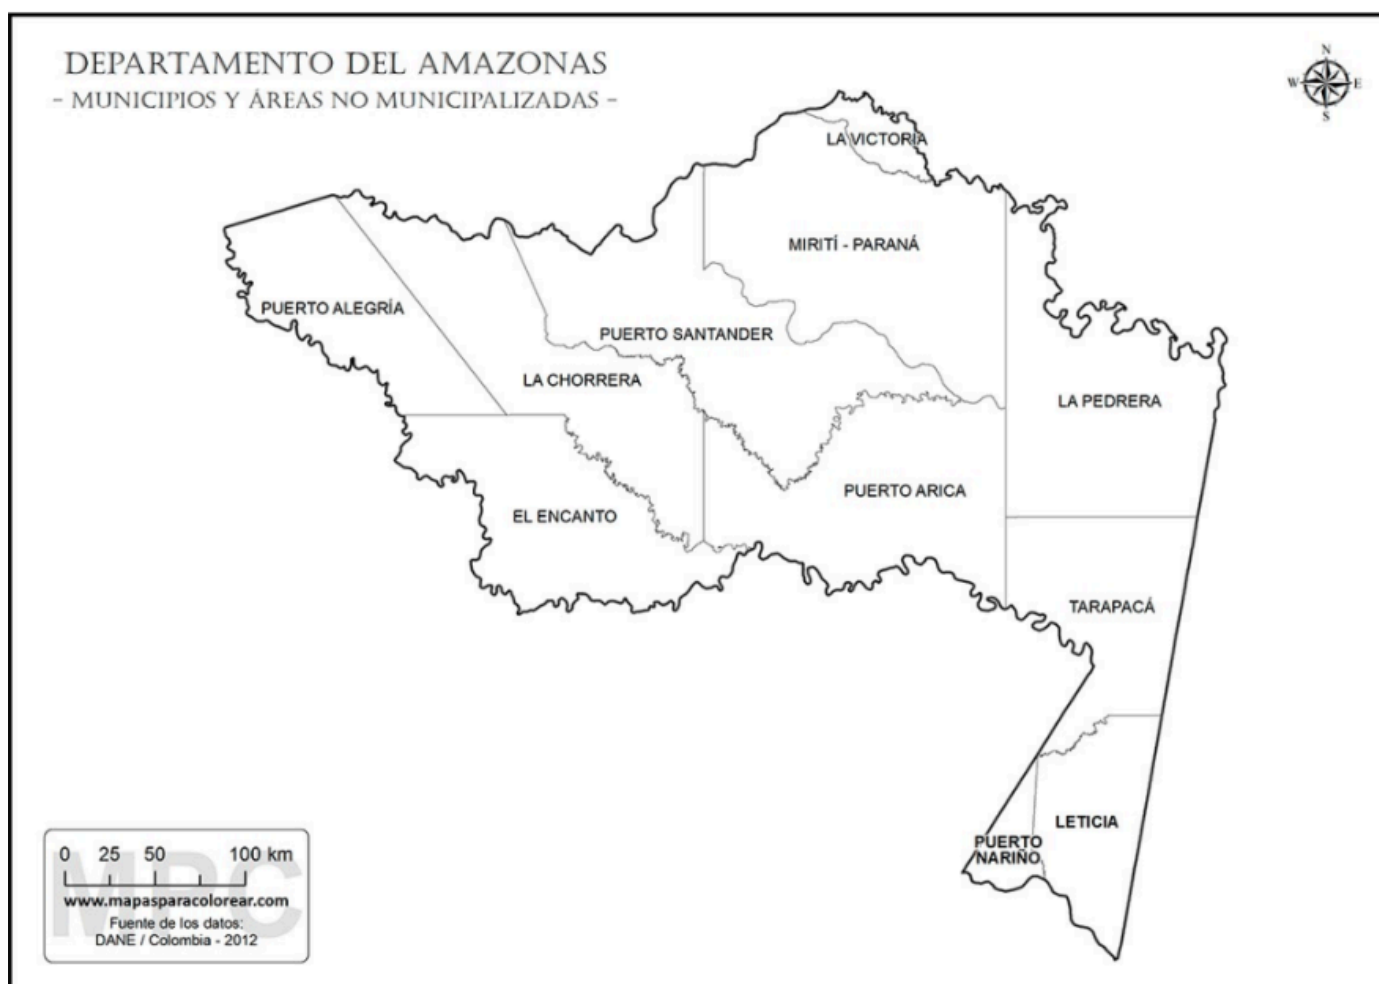 DEPARTAMENTO DEL AMAZONAS
- MUNICIPIOS Y ÁREAS NO MUNICIPALIZADAS -
N
W E
S
LA VICTORIA
MIRITÍ - PARANÁ
PUERTO ALEGRÍA
PUERTO SANTANDER
LA CHORRERA
LA PEDRERA
PUERTO ARICA
EL ENCANTO
TARAPACÁ
LETICIA
PUERTO
NARIÑO
0 25 50 100 km
MPC
www.mapasparacolorear.com
Fuente de los datos:
DANE / Colombia - 2012